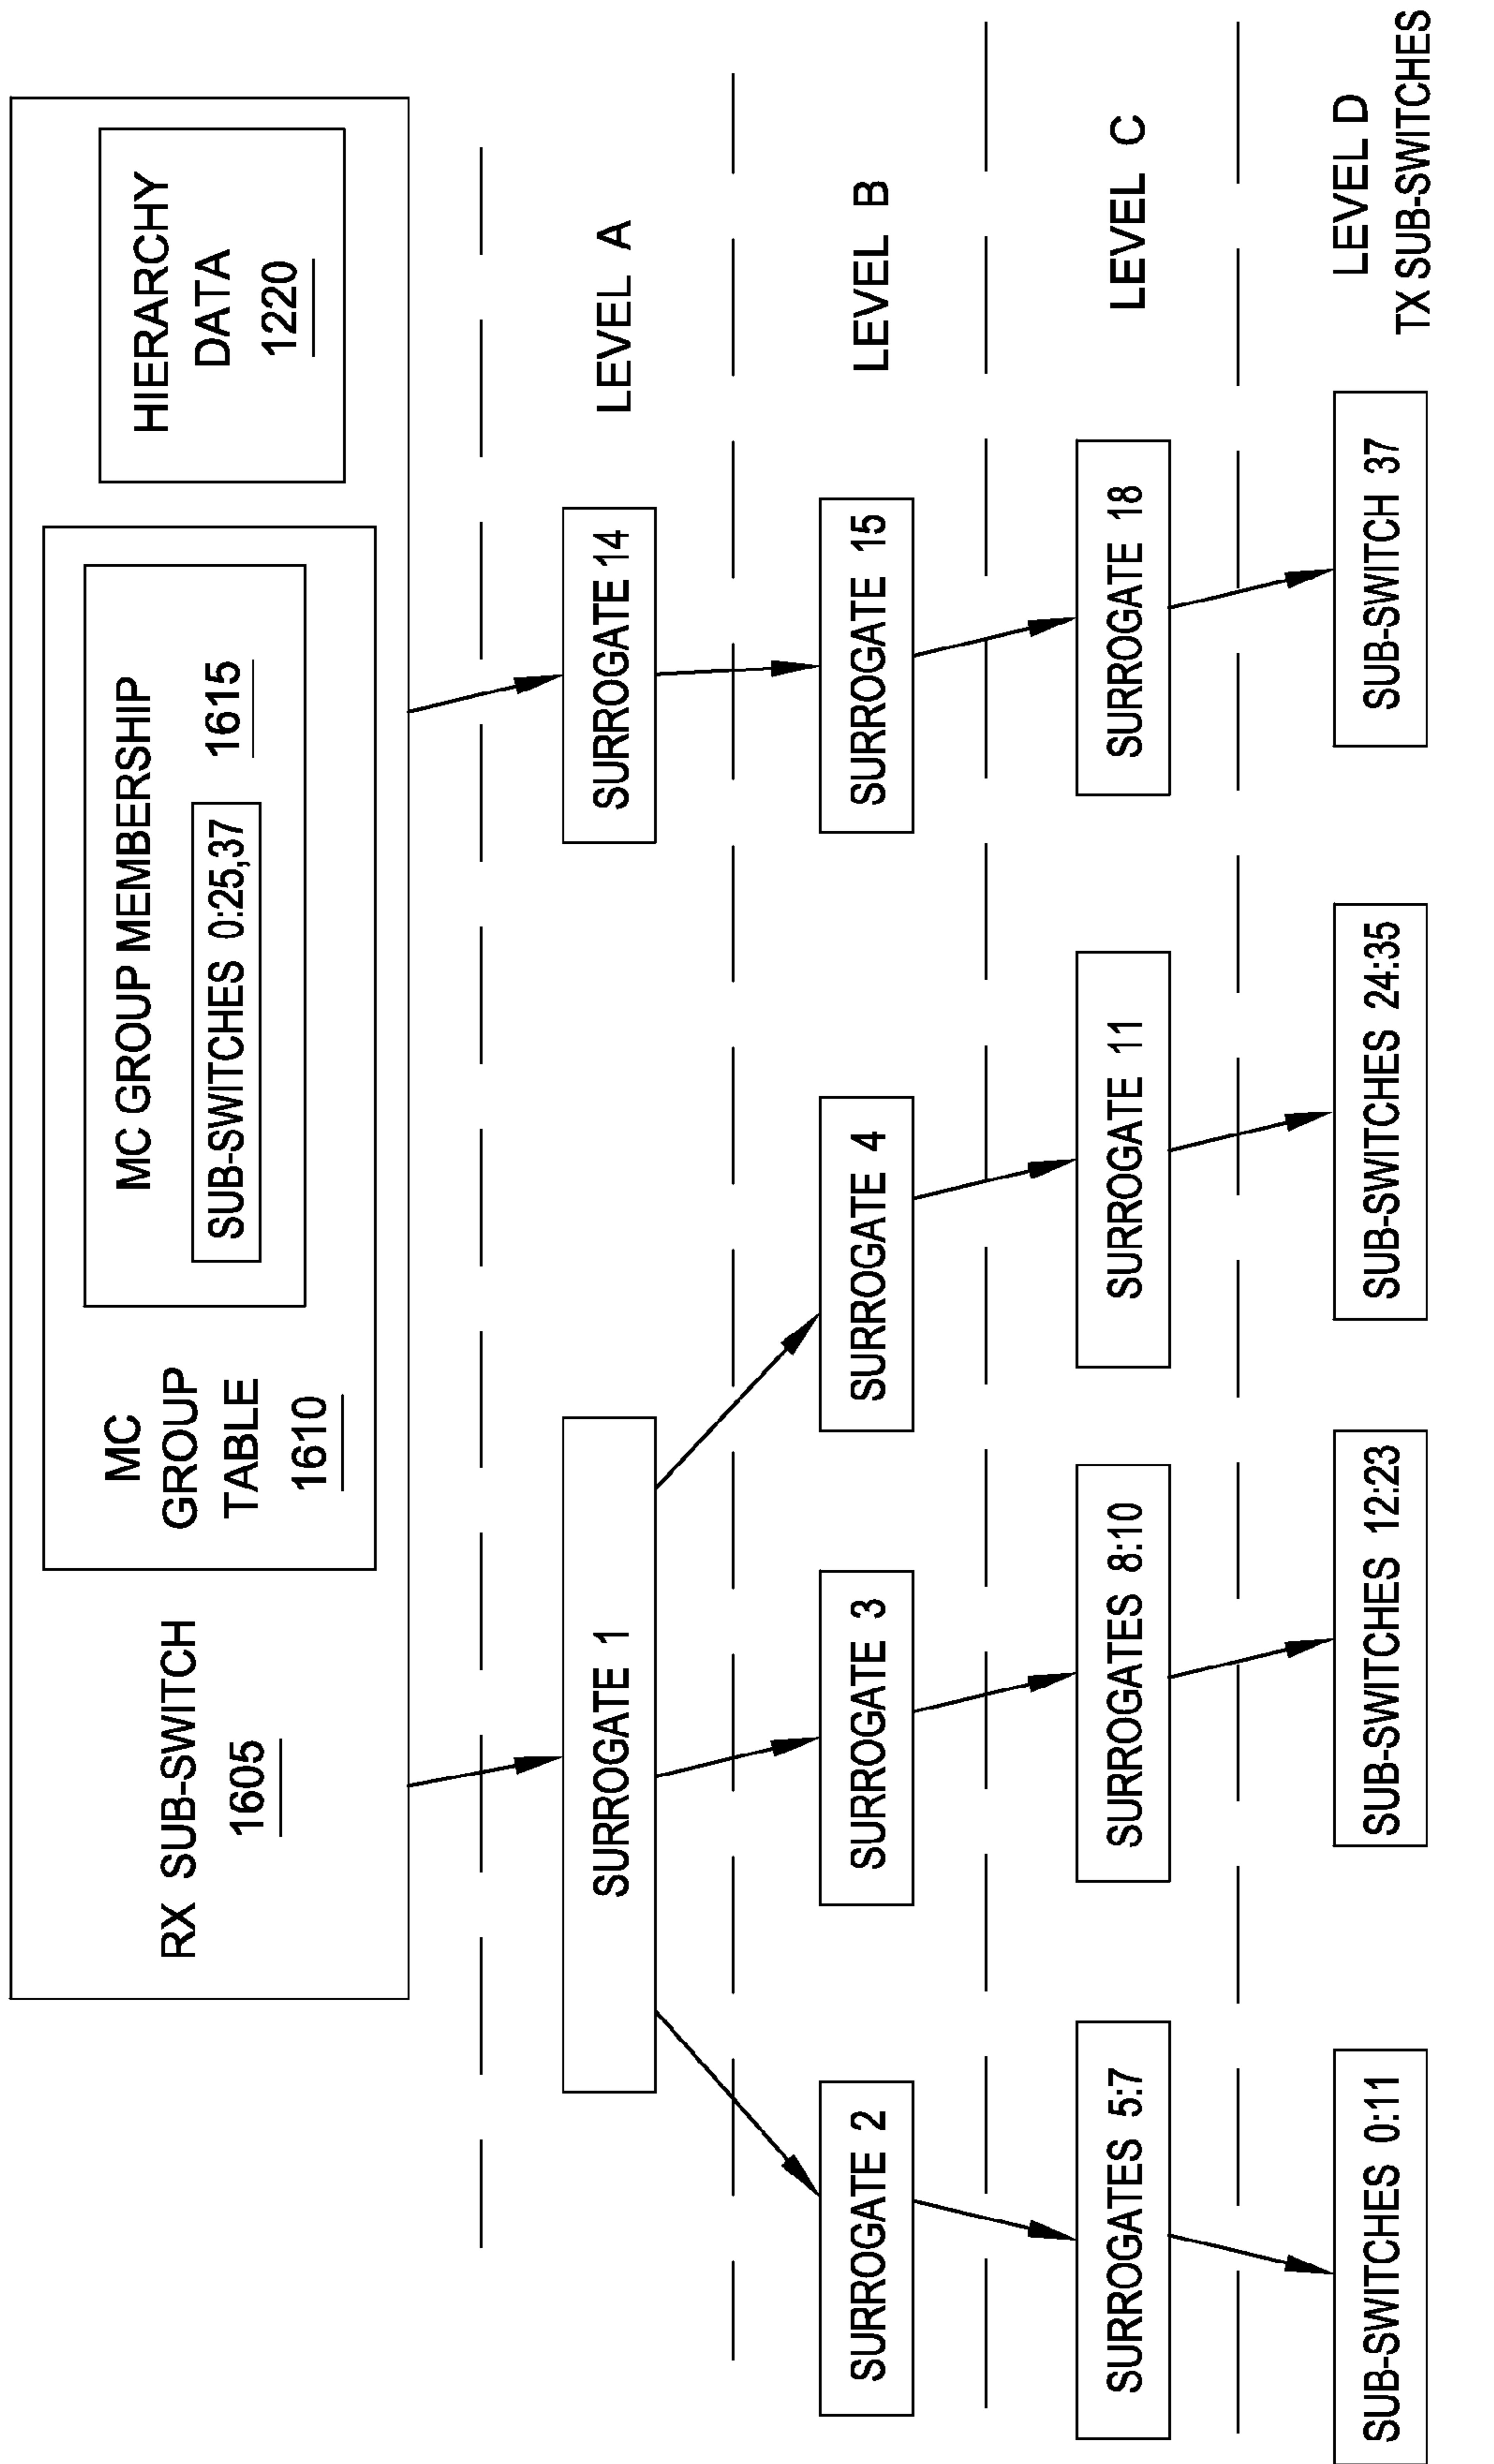 RX SUB-SWITCH
1605
MC
GROUP
TABLE
1610
MC GROUP MEMBERSHIP
SUB-SWITCHES 0:25,37
1615
HIERARCHY
DATA
1220
SURROGATE 1
SURROGATE 14
LEVEL A
SURROGATE 2
SURROGATE 3
SURROGATE 4
SURROGATE 15
LEVEL B
SURROGATES 5:7
SURROGATES 8:10
SURROGATE 11
SURROGATE 18
LEVEL C
SUB-SWITCHES 0:11
SUB-SWITCHES 12:23
SUB-SWITCHES 24:35
SUB-SWITCH 37
LEVEL D
TX SUB-SWITCHES